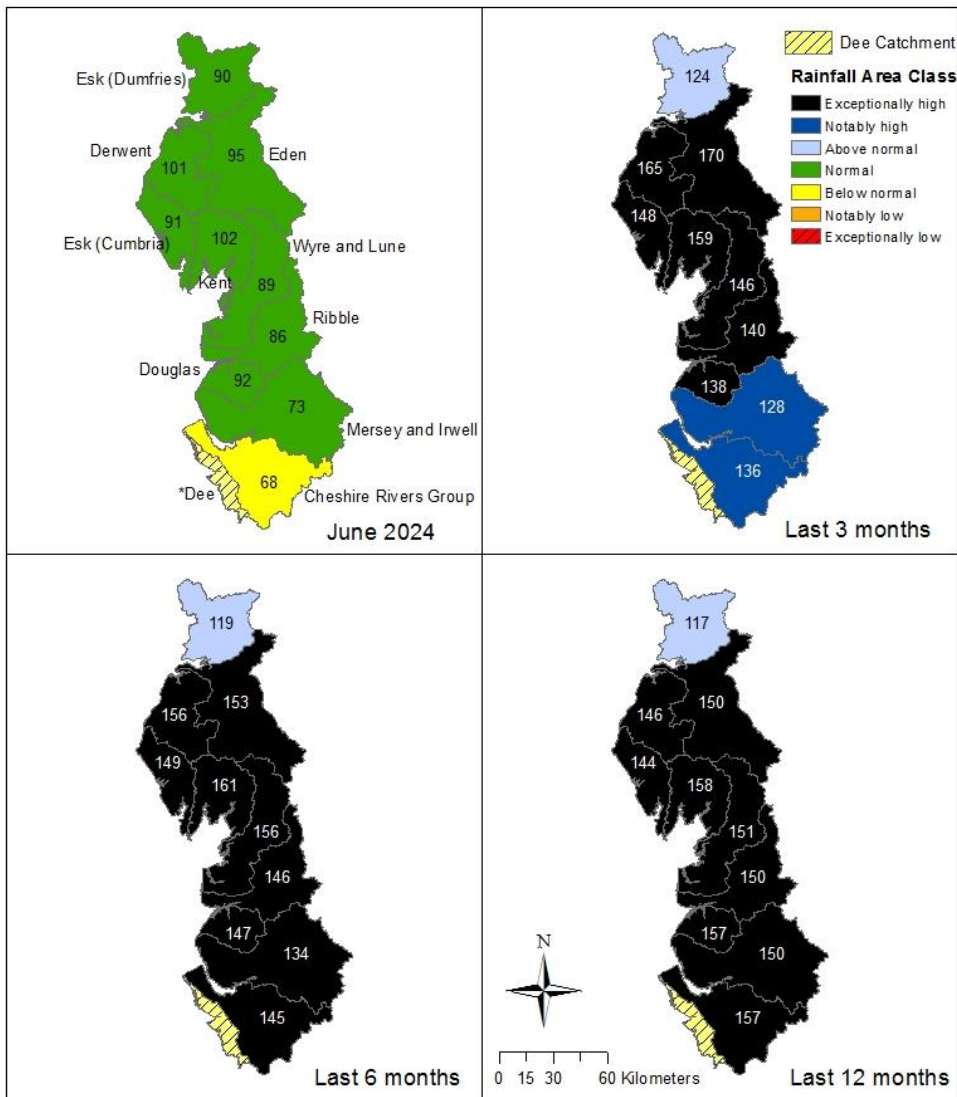 90
Esk (Dumfries)
Derwent
101
95
Eden
91
Esk (Cumbria)
102
Wyre and Lune
Kent
89
86
Ribble
Douglas
92
73
Mersey and Irwell
*Dee
68
Cheshire Rivers Group
June 2024
Dee Catchment
Rainfall Area Class
Exceptionally high
Notably high
Above normal
Normal
Below normal
Notably low
Exceptionally low
124
165
170
148
159
146
140
138
128
136
Last 3 months
119
156
153
149
161
156
146
147
134
145
Last 6 months
117
146
150
144
158
151
150
157
150
157
N
0 15 30 60 Kilometers
Last 12 months